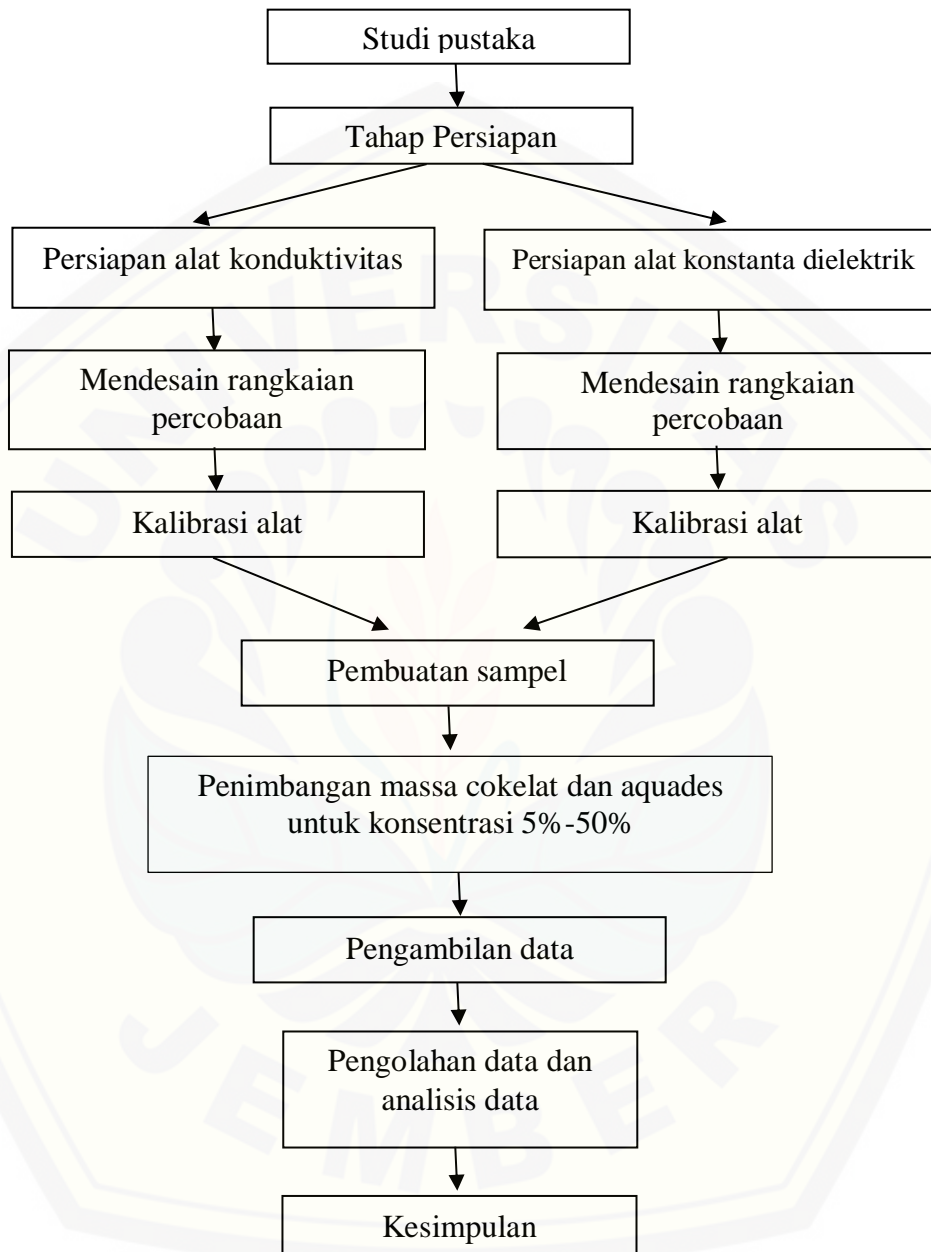 Studi pustaka
Tahap Persiapan
Persiapan alat konduktivitas
Persiapan alat konstanta dielektrik
Mendesain rangkaian
percobaan
Mendesain rangkaian
percobaan
Kalibrasi alat
Kalibrasi alat
Pembuatan sampel
Penimbangan massa cokelat dan aquades
untuk konsentrasi 5%-50%
Pengambilan data
Pengolahan data dan
analisis data
Kesimpulan
UNIVERSITAS
JEMBER